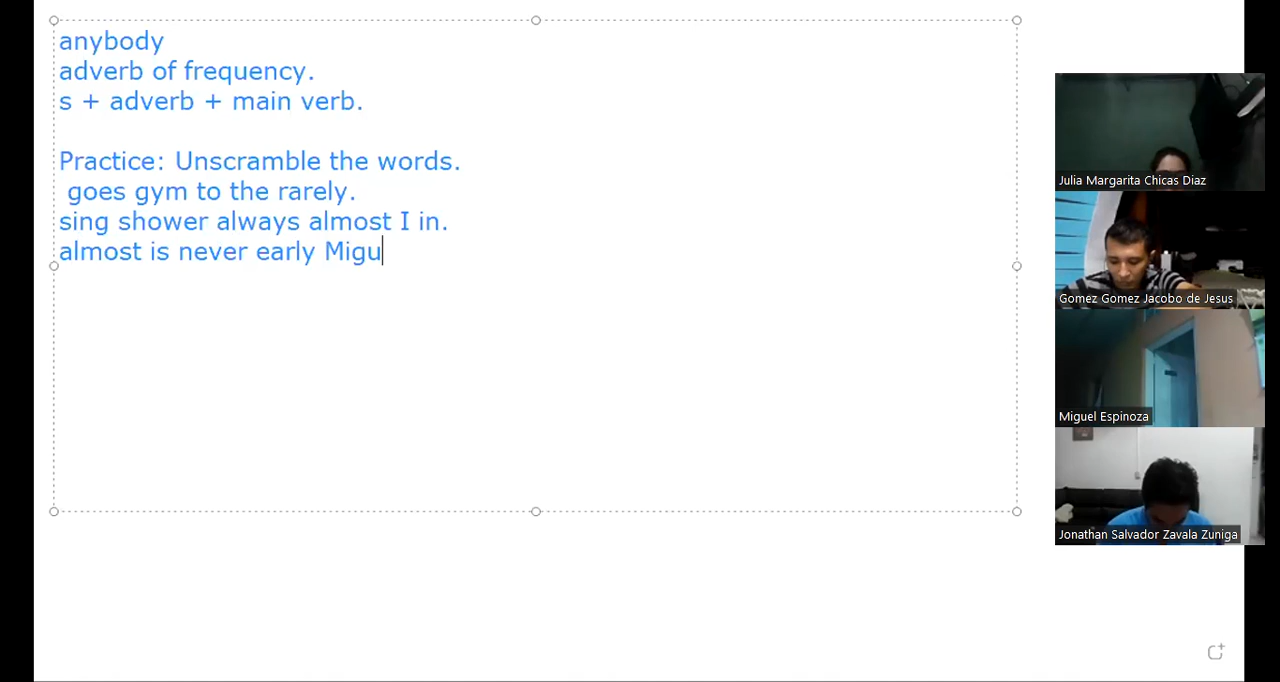 anybody
adverb of frequency.
s + adverb + main verb.
Practice: Unscramble the words.
goes gym to the rarely.
sing shower always almost I in.
almost is never early Migu
Julia Margarita Chicas Diaz
Gomez Gomez Jacobo de Jesus
Miguel Espinoza
Jonathan Salvador Zavala Zuniga